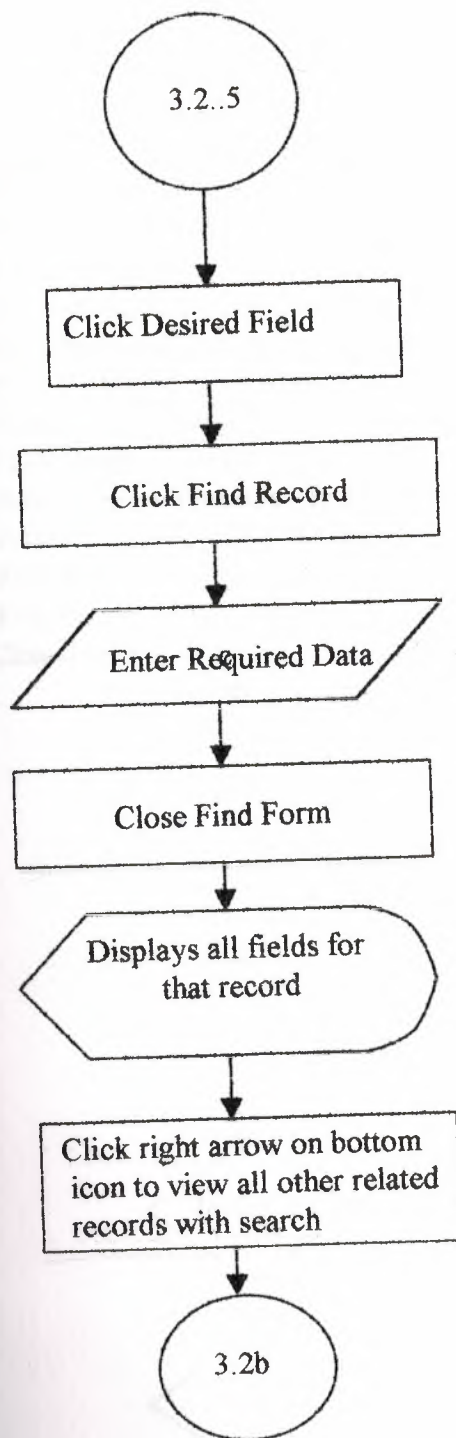 3.2..5
Click Desired Field
Click Find Record
Enter Required Data
Close Find Form
Displays all fields for
that record
Click right arrow on bottom
icon to view all other related
records with search
3.2b